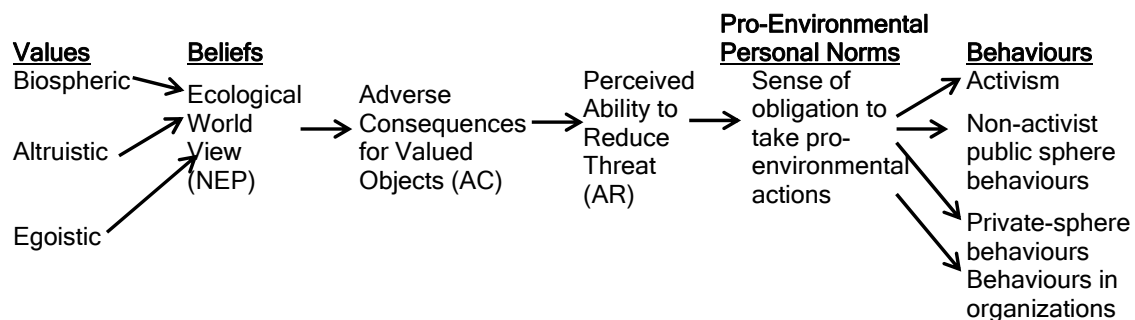 Values
Biospheric
Altruistic
Egoistic
Beliefs
Ecological
World
View
(NEP)
Adverse
Consequences
for Valued
Objects (AC)
Perceived
Ability to
Reduce
Threat
(AR)
Pro-Environmental
Personal Norms
Sense of
obligation to
take pro-
environmental
actions
Behaviours
Activism
Non-activist
public sphere
behaviours
Private-sphere
behaviours
Behaviours in
organizations